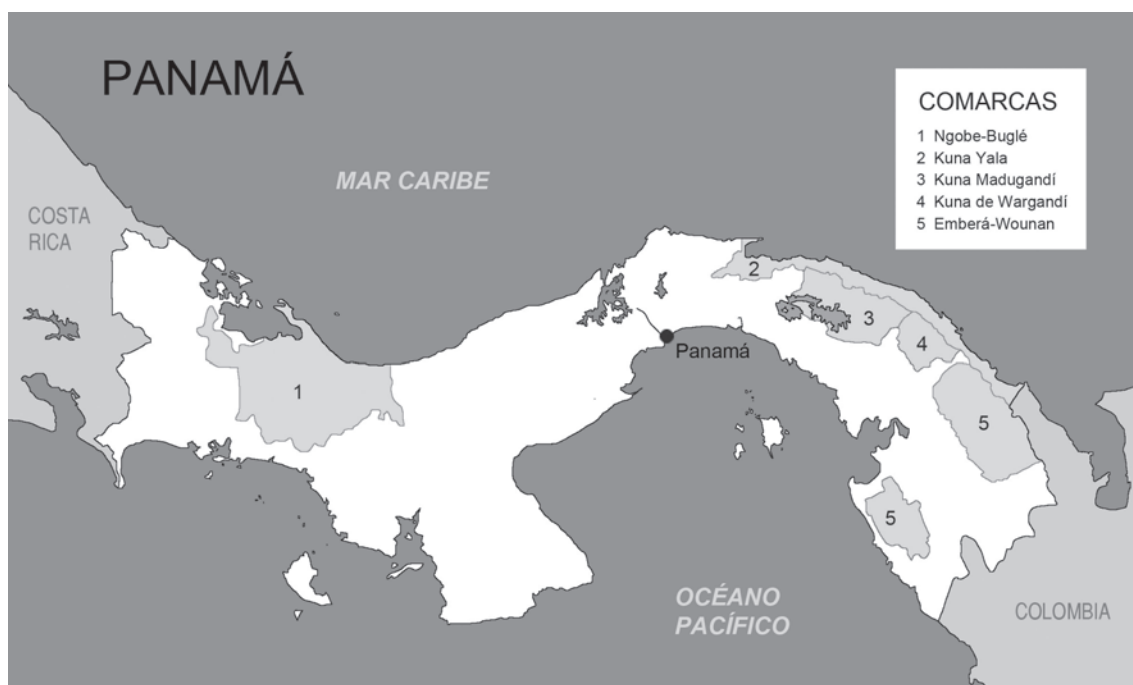 PANAMÁ
COMARCAS
1 Ngobe-Buglé
2 Kuna Yala
3 Kuna Madugandí
4 Kuna de Wargandí
5 Emberá-Wounan
MAR CARIBE
COSTA
RICA
2
3
4
Panamá
1
5
5
OCÉANO
PACÍFICO
COLOMBIA